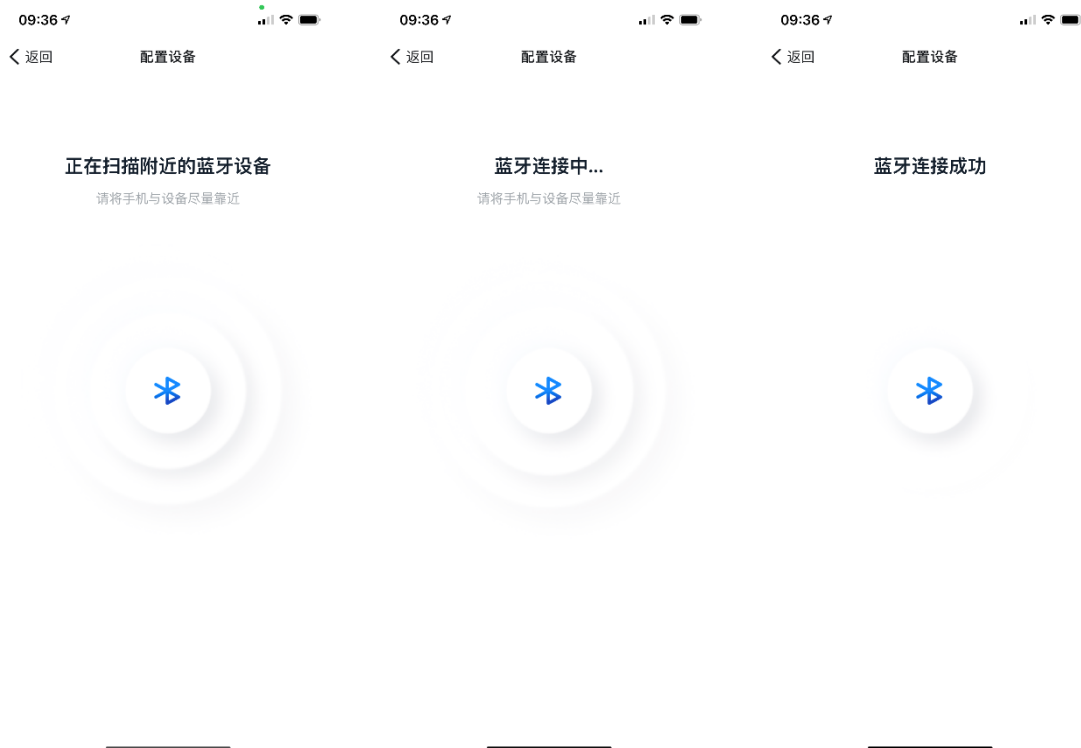 09:36
返回
配置设备
正在扫描附近的蓝牙设备
请将手机与设备尽量靠近
09:36
返回
配置设备
蓝牙连接中...
请将手机与设备尽量靠近
09:36
返回
配置设备
蓝牙连接成功